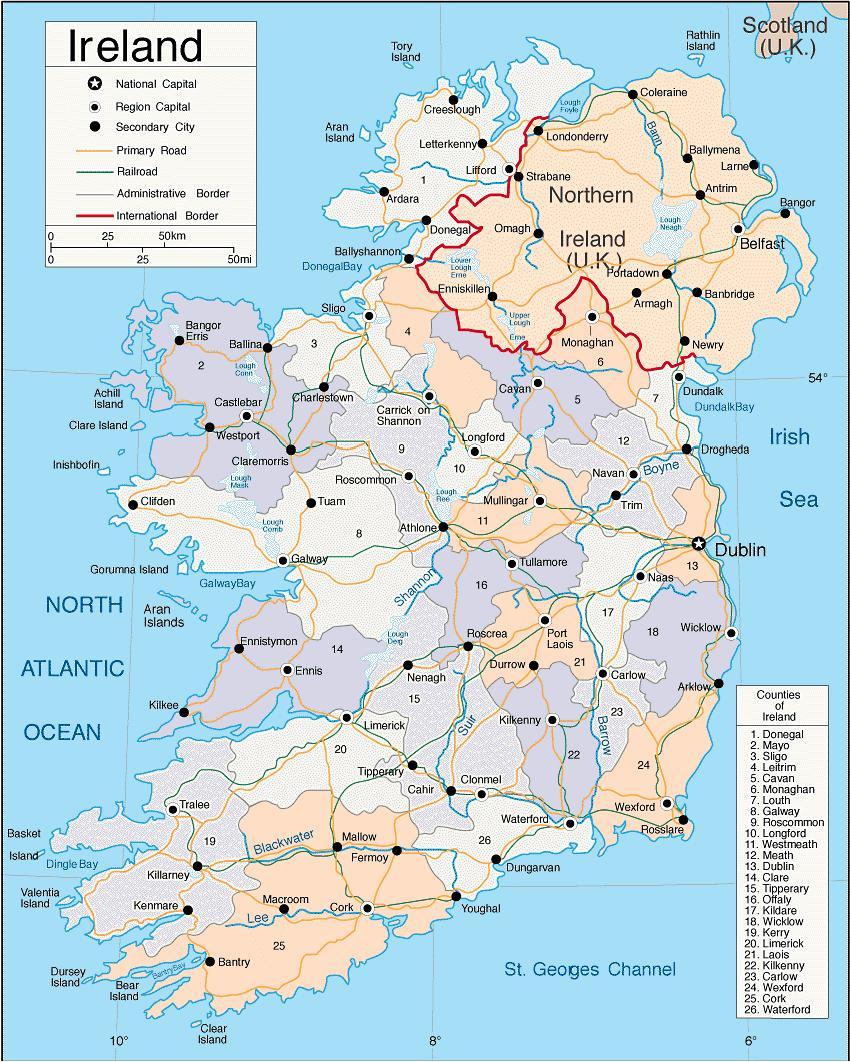 Ireland
National Capital
Region Capital
Secondary City
Primary Road
Railroad
Administrative Border
International Border
0 25 50km
0 25 50mi
Scotland
(U.K.)
Rathlin
Island
Tory
Island
Aran
Island
Creeslough
Letterkenny
Lifford
1
Ardara
Donegal
Ballyshannon
DonegalBay
Lough
Foyle
Coleraine
Londonderry
Bann
Ballymena
Larne
Strabane
Antrim
Northern
Ireland
(U.K.)
Bangor
Omagh
Lough
Neagh
Belfast
Lower
Lough
Erne
Portadown
Enniskillen
Armagh
Banbridge
Upper
Lough
Erne
Monaghan
Newry
Sligo
4
6
Bangor
Erris
Ballina
3
2
Lough
Conn
54°
Achill
Island
Castlebar
Charlestown
Carrick on
Shannon
Cavan
5
7
Dundalk
DundalkBay
Clare Island
Westport
Claremorris
9
Longford
10
12
Drogheda
Irish
Sea
Inishbofin
Lough
Mask
Roscommon
Lough
Ree
Navan
Boyne
Clifden
Tuam
Mullingar
Trim
Lough
Comb
8
Athlone
11
Dublin
Galway
Gorumna Island
GalwayBay
Tullamore
Naas
13
NORTH
ATLANTIC
OCEAN
Aran
Islands
Shannon
16
17
Lough
Derg
Port
Laois
18
Wicklow
Ennistymon
14
Ennis
Roscrea
Durrow
21
Nenagh
Carlow
Arklow
Kilkee
15
Limerick
Suir
Kilkenny
Barrow
23
22
20
Tipperary
Cahir
Clonmel
24
Tralee
Waterford
Wexford
Rosslare
Basket
Island
19
Blackwater
Mallow
Fermoy
26
Dingle Bay
Killarney
Dungarvan
Valentia
Island
Kenmare
Macroom
Lee
Cork
Youghal
25
Bantry
BantryBay
Dursey
Island
Bear
Island
Clear
Island
St. Georges Channel
10°
8°
6°
Counties
of
Ireland
1. Donegal
2. Mayo
3. Sligo
4. Leitrim
5. Cavan
6. Monaghan
7. Louth
8. Galway
9. Roscommon
10. Longford
11. Westmeath
12. Meath
13. Dublin
14. Clare
15. Tipperary
16. Offaly
17. Kildare
18. Wicklow
19. Kerry
20. Limerick
21. Laois
22. Kilkenny
23. Carlow
24. Wexford
25. Cork
26. Waterford